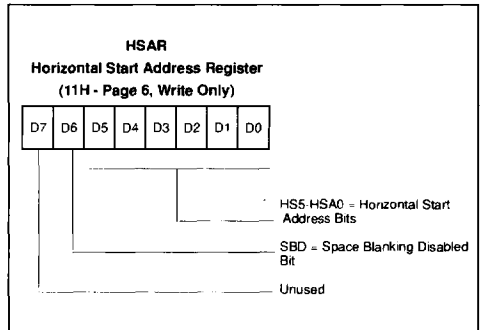 HSAR
Horizontal Start Address Register
(11H - Page 6, Write Only)
D7 D6 D5 D4 D3 D2 D1 D0
HS5-HSA0 = Horizontal Start
Address Bits
SBD = Space Blanking Disabled
Bit
Unused